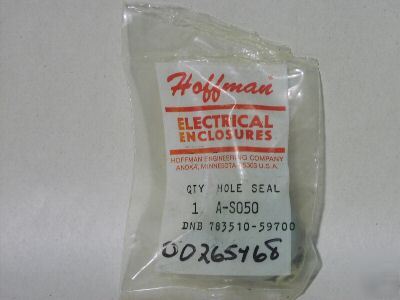 Hoffman
ELECTRICAL
ENCLOSURES
HOFFMAN ENGINEERING COMPANY
ANOKA, MINNESOTA 55303 U.S.A.
QTY HOLE SEAL
1 A-S050
DNB 783510-59700
00265468